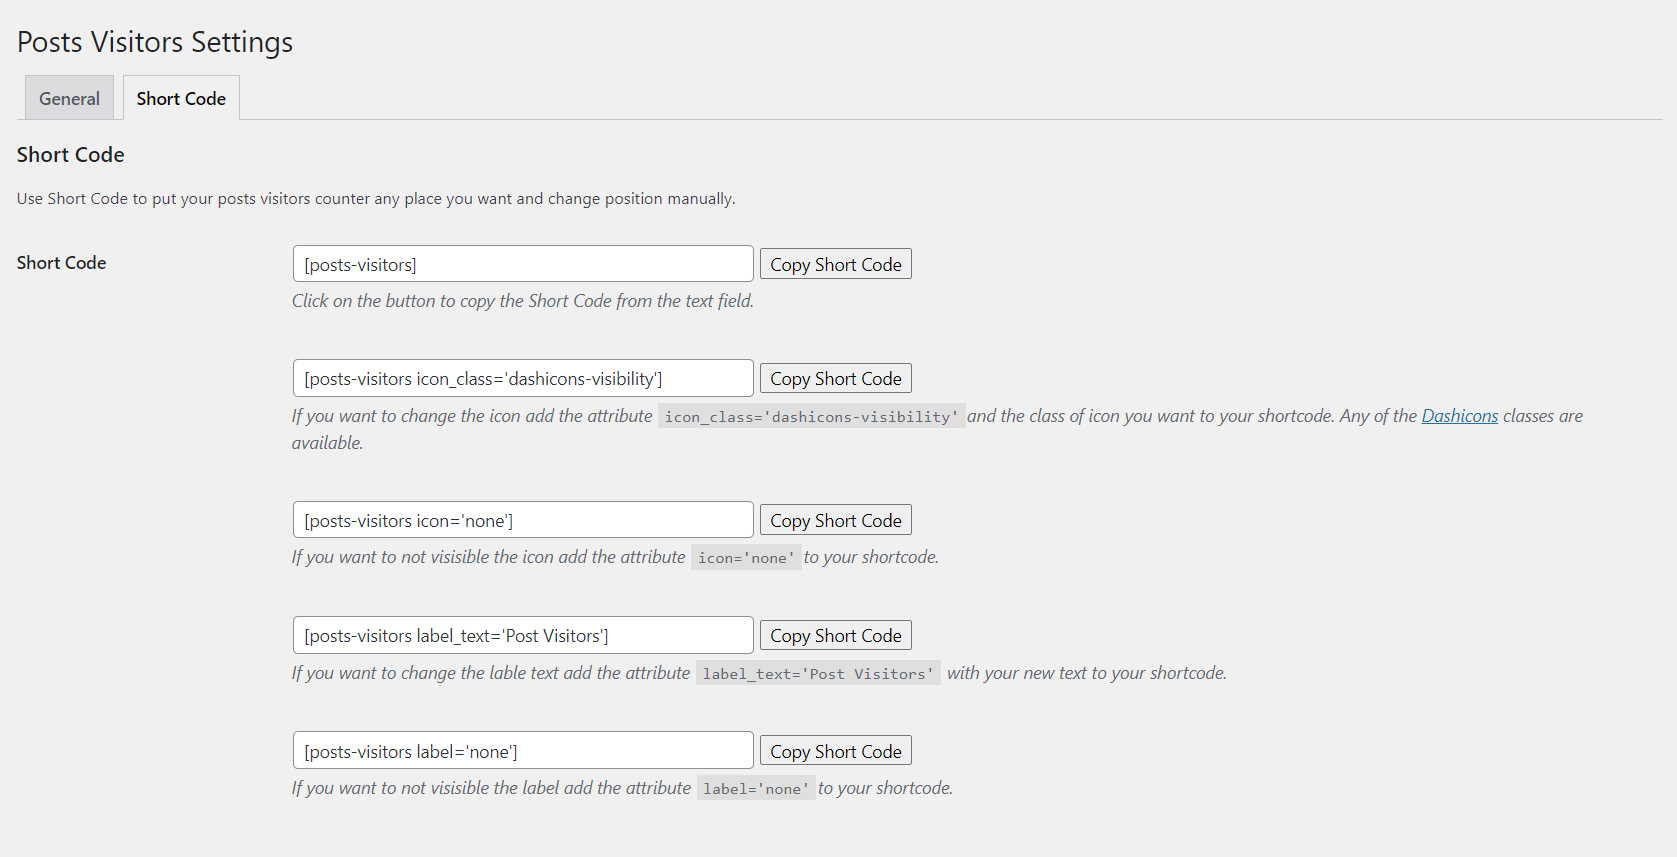 Posts Visitors Settings
General
Short Code
Short Code
Use Short Code to put your posts visitors counter any place you want and change position manually.
Short Code
[posts-visitors]
Copy Short Code
Click on the button to copy the Short Code from the text field.
[posts-visitors icon_class='dashicons-visibility']
Copy Short Code
If you want to change the icon add the attribute icon_class='dashicons-visibility' and the class of icon you want to your shortcode. Any of the Dashicons classes are
available.
[posts-visitors icon='none']
Copy Short Code
If you want to not visisible the icon add the attribute icon='none' to your shortcode.
[posts-visitors label_text='Post Visitors']
Copy Short Code
If you want to change the lable text add the attribute label_text='Post Visitors' with your new text to your shortcode.
[posts-visitors label='none']
Copy Short Code
If you want to not visisible the label add the attribute label='none' to your shortcode.